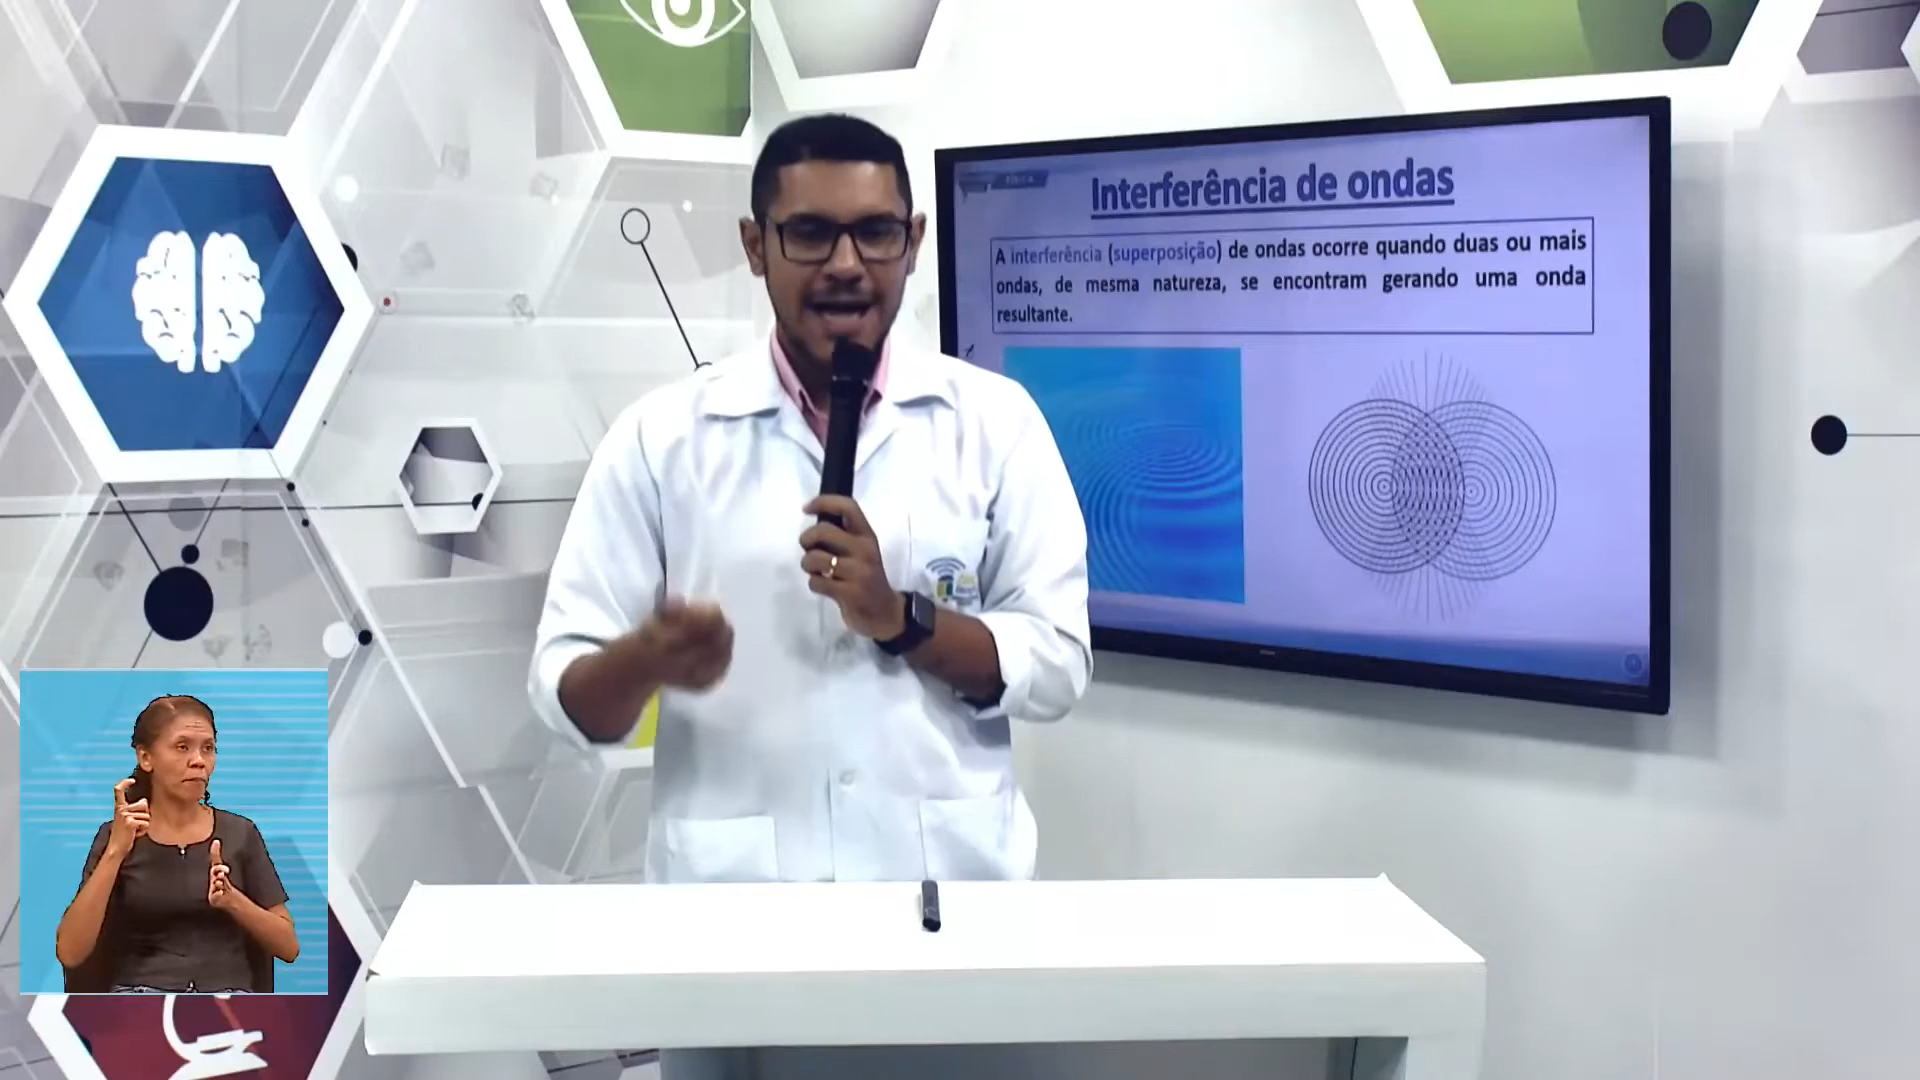 FÍSICA
Interferência de ondas
A interferência (superposição) de ondas ocorre quando duas ou mais
ondas, de mesma natureza, se encontram gerando uma onda
resultante.